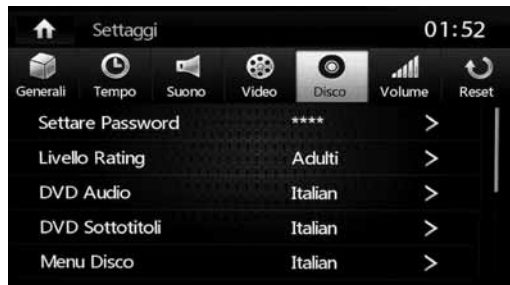 Settaggi 01:52
Generali Tempo Suono Video Disco Volume Reset
Settare Password **** >
Livello Rating Adulti >
DVD Audio Italian >
DVD Sottotitoli Italian >
Menu Disco Italian >